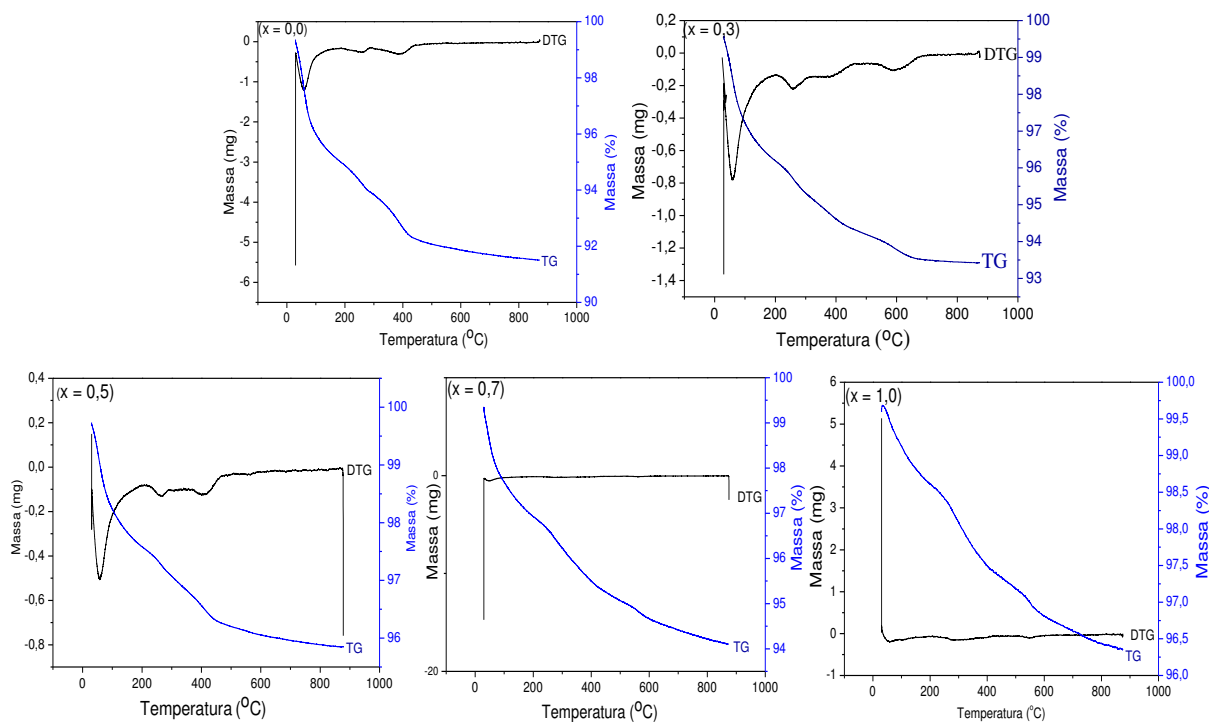 (x = 0,0)
0
-1
-2
-3
-4
-5
-6
Massa (mg)
100
98
96
94
92
90
Massa (%)
DTG
TG
0 200 400 600 800 1000
Temperatura (ºC)
(x = 0,3)
0,2
0,0
-0,2
-0,4
-0,6
-0,8
-1,0
-1,2
-1,4
Massa (mg)
100
99
98
97
96
95
94
93
Massa (%)
DTG
TG
0 200 400 600 800 1000
Temperatura (ºC)
(x = 0,5)
0,4
0,2
0,0
-0,2
-0,4
-0,6
-0,8
Massa (mg)
100
99
98
97
96
Massa (%)
DTG
TG
0 200 400 600 800 1000
Temperatura (ºC)
(x = 0,7)
0
-20
Massa (mg)
100
99
98
97
96
95
94
Massa (%)
DTG
TG
0 200 400 600 800 1000
Temperatura (ºC)
(x = 1,0)
6
5
4
3
2
1
0
-1
Massa (mg)
100,0
99,5
99,0
98,5
98,0
97,5
97,0
96,5
96,0
Massa (%)
DTG
TG
0 200 400 600 800 1000
Temperatura (ºC)